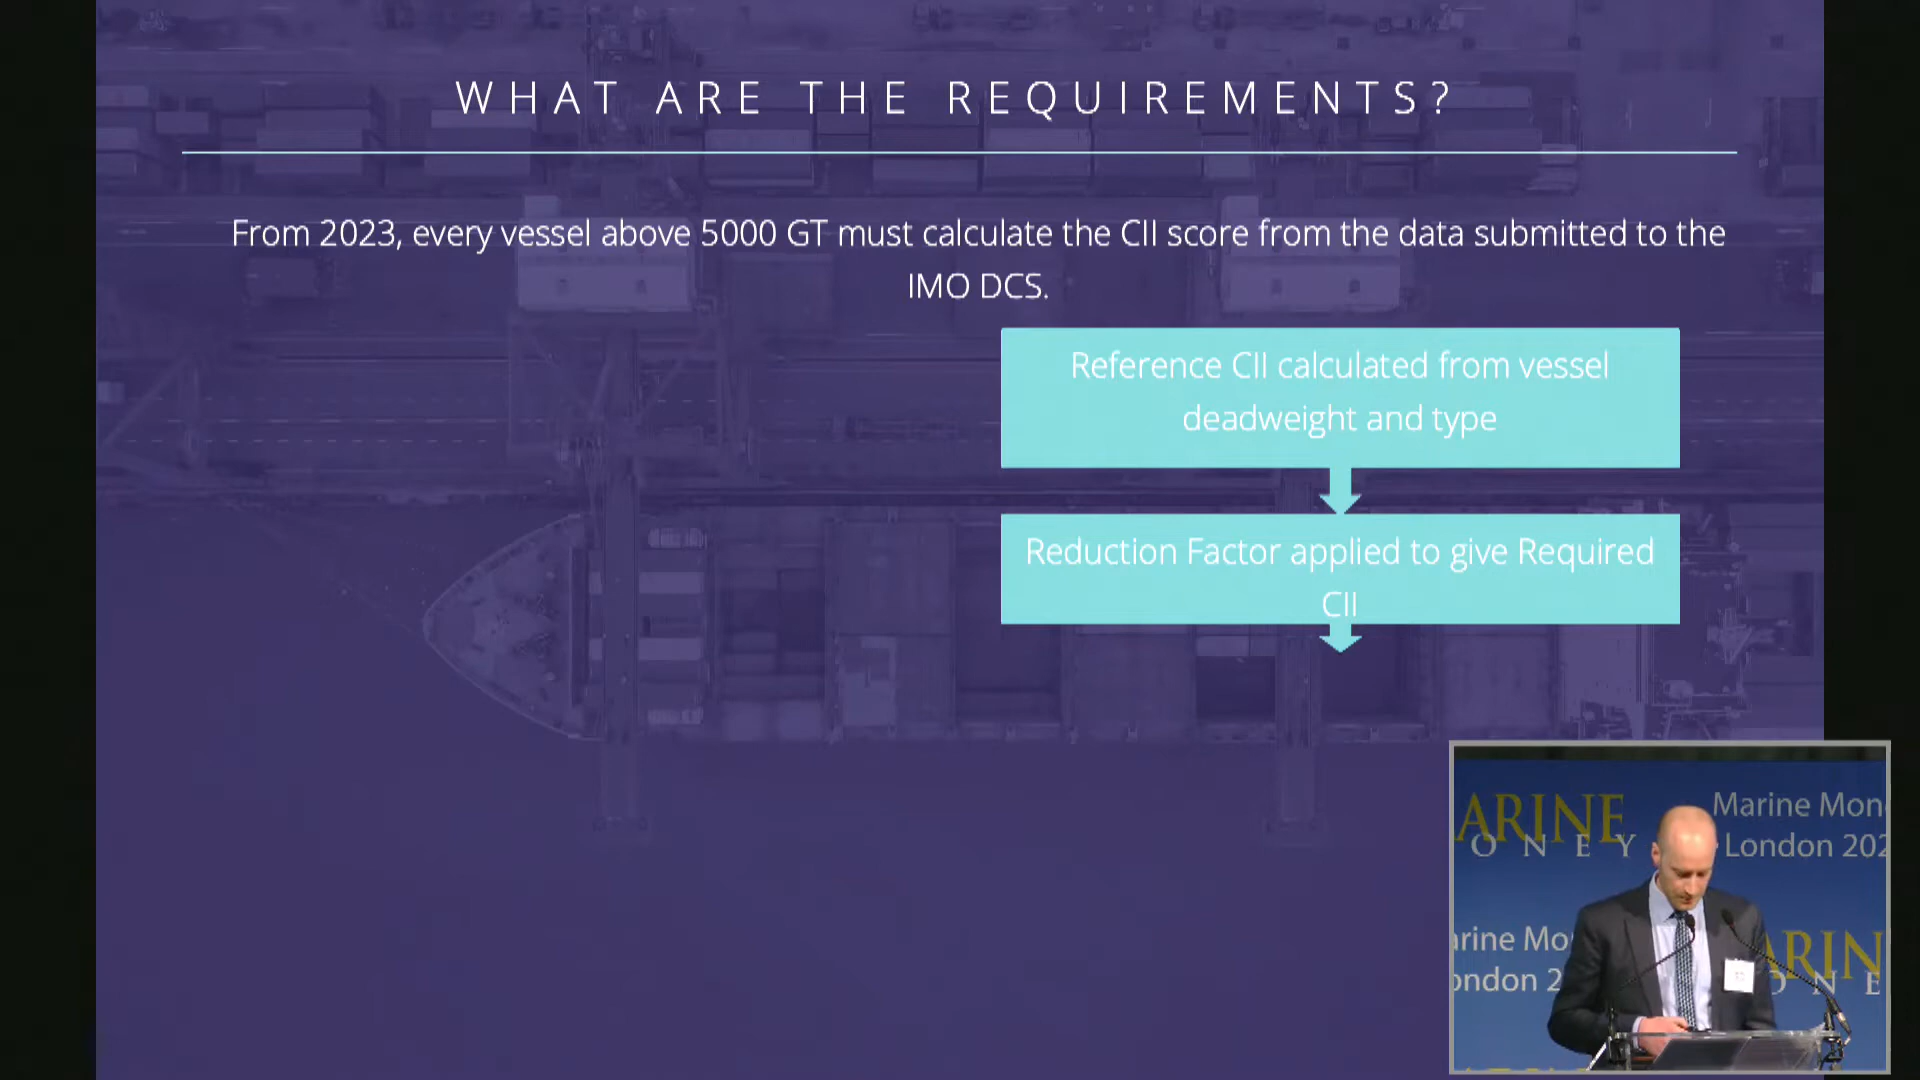 WHAT ARE THE REQUIREMENTS?
From 2023, every vessel above 5000 GT must calculate the CII score from the data submitted to the
IMO DCS.
Reference CII calculated from vessel
deadweight and type
Reduction Factor applied to give Required
CII
ARINE
ONEY
Marine Mon
London 202
rine Mo
ondon 2
ARIN
ONE